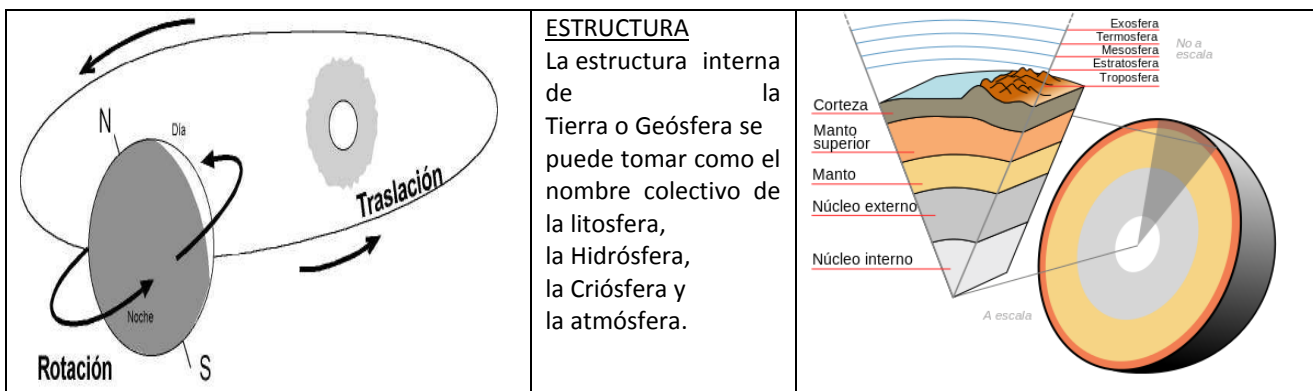 N
Día
Traslación
Noche
Rotación
S
ESTRUCTURA
La estructura interna
de la
Tierra o Geósfera se
puede tomar como el
nombre colectivo de
la litosfera,
la Hidrósfera,
la Criósfera y
la atmósfera.
Exosfera
Termosfera
Mesosfera
Estratosfera
Troposfera
No a
escala
Corteza
Manto
superior
Manto
Núcleo externo
Núcleo interno
A escala